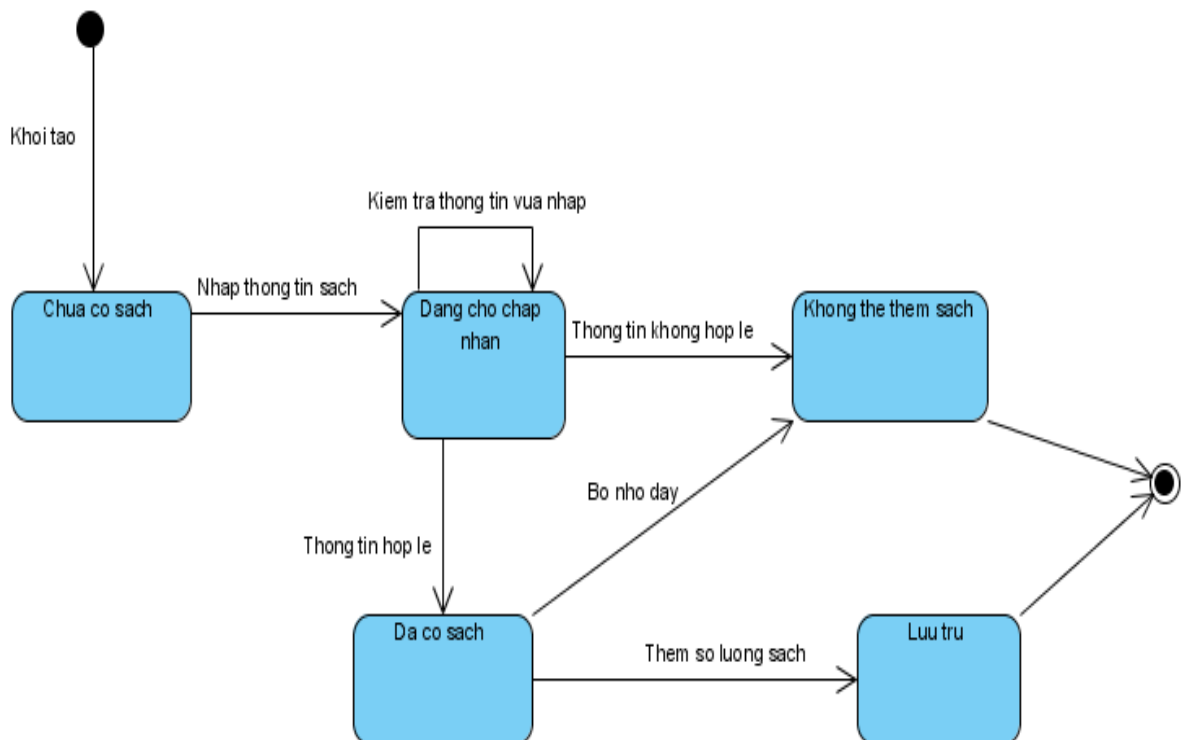 Khoi tao
Kiem tra thong tin vua nhap
Nhap thong tin sach
Chua co sach
Dang cho chap
nhan
Thong tin khong hop le
Khong the them sach
Bo nho day
Thong tin hop le
Da co sach
Them so luong sach
Luu tru